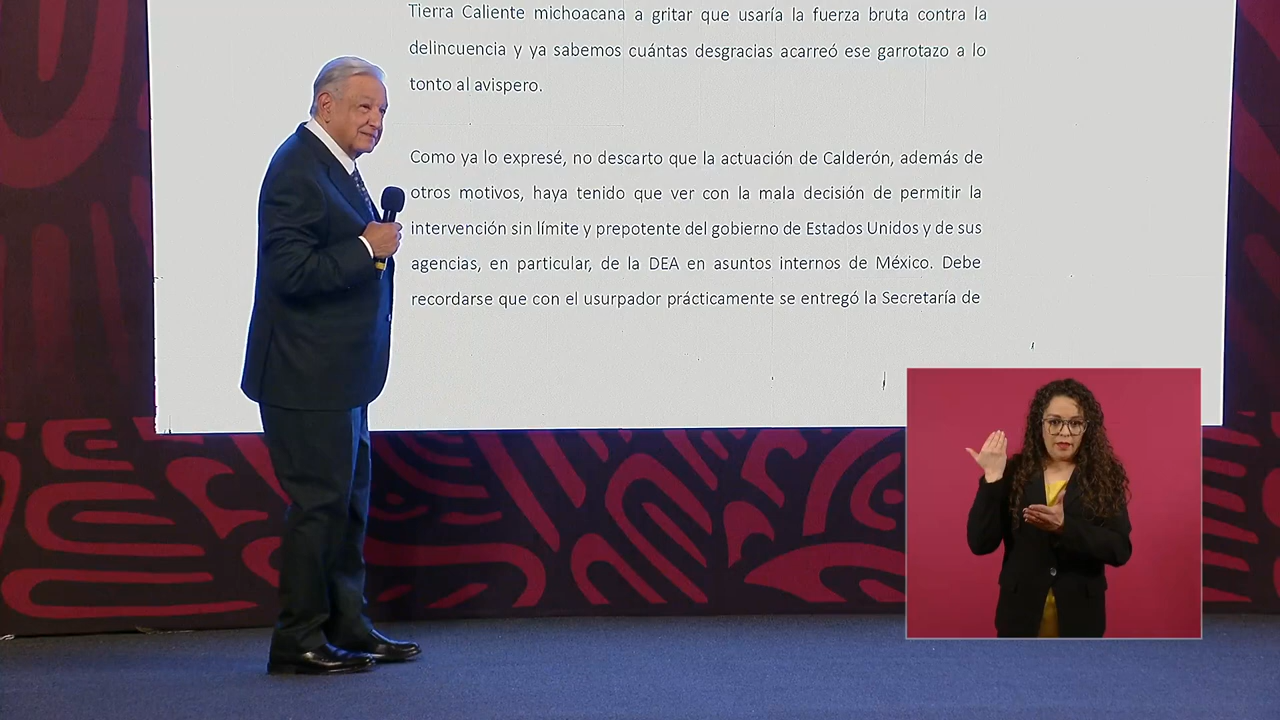 Tierra Caliente michoacana a gritar que usaría la fuerza bruta contra la
delincuencia y ya sabemos cuántas desgracias acarreó ese garrotazo a lo
tonto al avispero.
Como ya lo expresé, no descarto que la actuación de Calderón, además de
otros motivos, haya tenido que ver con la mala decisión de permitir la
intervención sin límite y prepotente del gobierno de Estados Unidos y de sus
agencias, en particular, de la DEA en asuntos internos de México. Debe
recordarse que con el usurpador prácticamente se entregó la Secretaría de